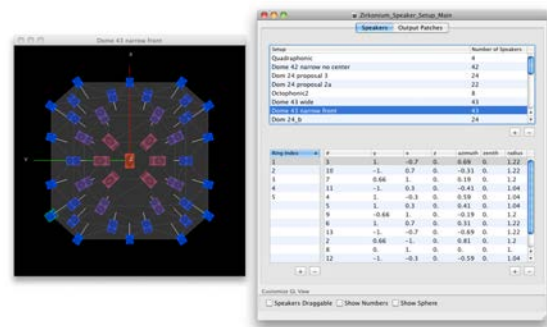 Dome 43 narrow front
Zirkonium_Speaker_Setup_Main
Speakers Output Patches
Setup Number of Speakers
Quadraphonic 4
Dome 42 narrow no center 42
Dom 24 proposal 3 24
Dom 24 proposal 2a 22
Octophonic2 8
Dome 43 wide 43
Dome 43 narrow front 43
Dom 24_b 24
+ −
Ring Index # x y z azimuth zenith radius
1 3 1. -0.7 0. 0.69 0. 1.22
2 10 -1. 0.7 0. -0.31 0. 1.22
3 7 0.66 1. 0. 0.19 0. 1.2
4 11 -1. 0.3 0. -0.41 0. 1.04
5 4 1. -0.3 0. 0.59 0. 1.04
5 1. 0.3 0. 0.41 0. 1.04
9 -0.66 1. 0. -0.19 0. 1.2
6 1. 0.7 0. 0.31 0. 1.22
13 -1. -0.7 0. -0.69 0. 1.22
2 0.66 -1. 0. 0.81 0. 1.2
8 0. 1. 0. 0. 0. 1.
12 -1. -0.3 0. -0.59 0. 1.04
+ − + −
Customize GL View
Speakers Draggable Show Numbers Show Sphere